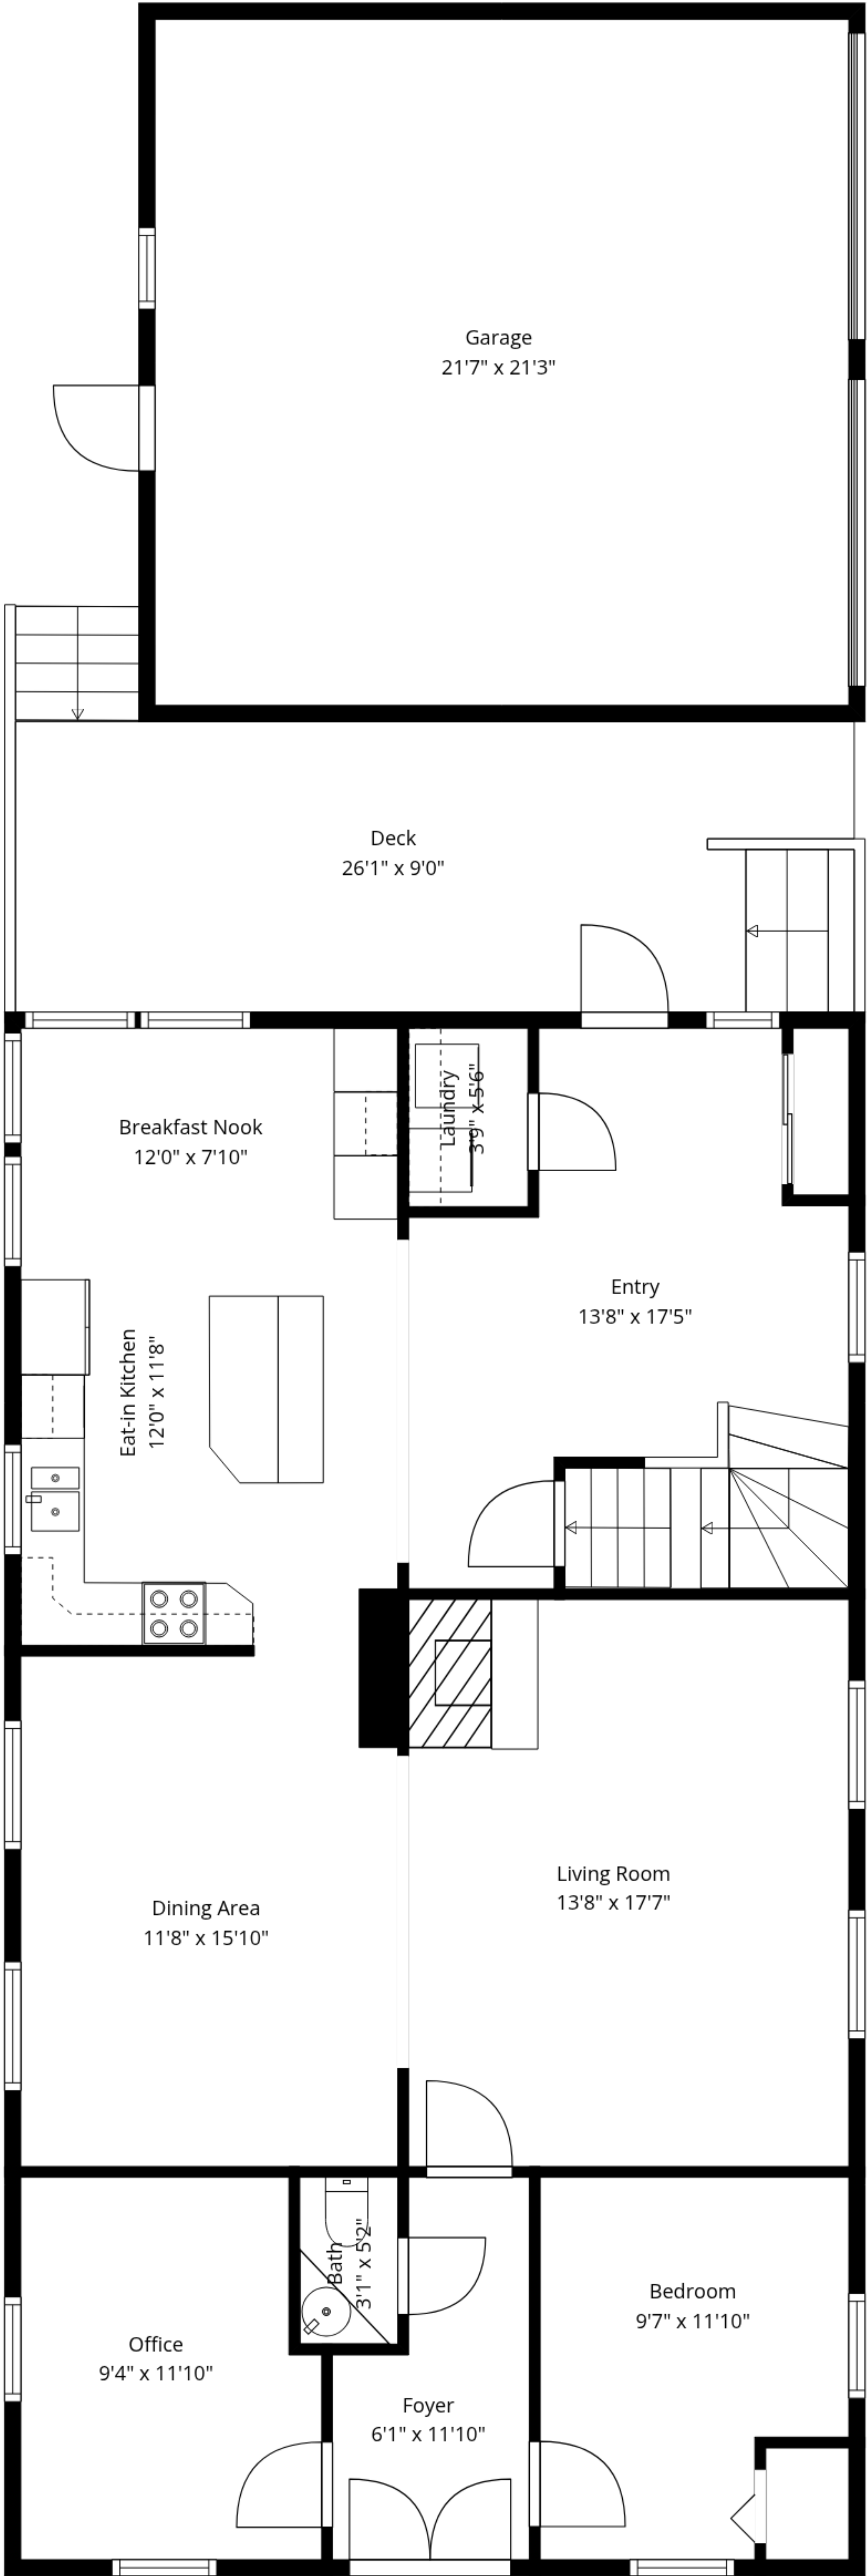 Garage
21'7" x 21'3"
Deck
26'1" x 9'0"
Breakfast Nook
12'0" x 7'10"
Laundry
3'9" x 5'6"
Entry
13'8" x 17'5"
Eat-in Kitchen
12'0" x 11'8"
Living Room
13'8" x 17'7"
Dining Area
11'8" x 15'10"
Bath
3'1" x 5'2"
Bedroom
9'7" x 11'10"
Office
9'4" x 11'10"
Foyer
6'1" x 11'10"